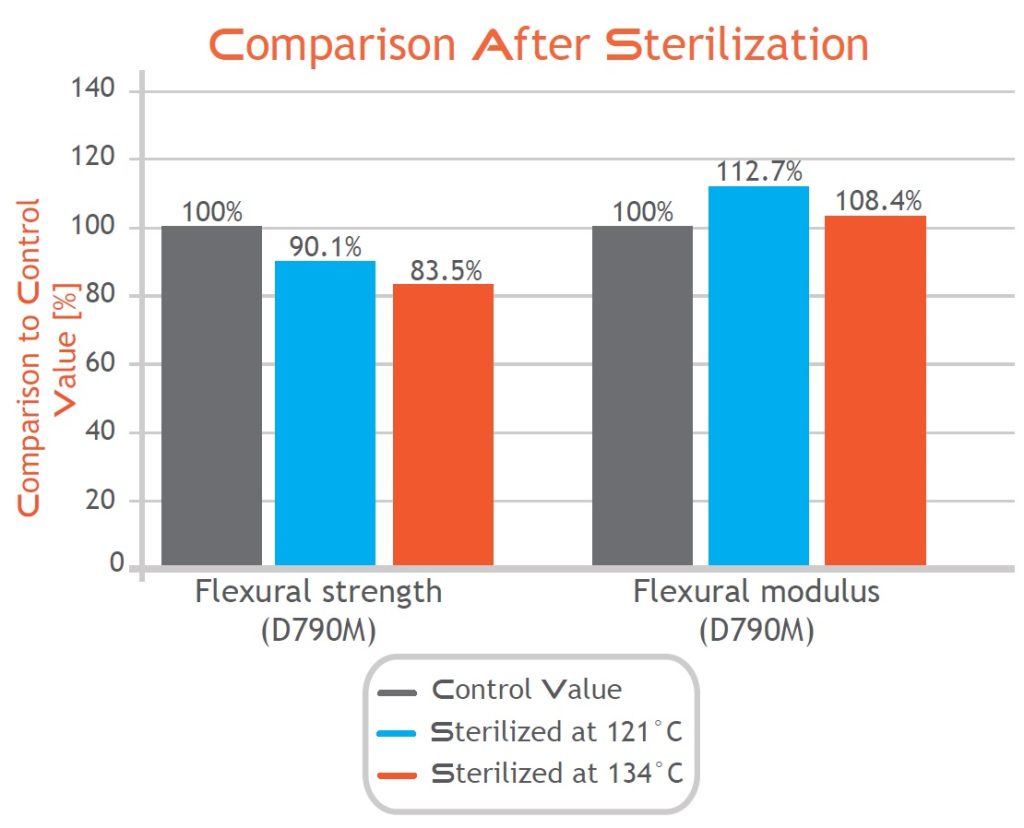 Comparison After Sterilization
140
120
100
80
60
40
20
0
Comparison to Control
Value [%]
100%
90.1%
83.5%
100%
112.7%
108.4%
Flexural strength
(D790M)
Flexural modulus
(D790M)
Control Value
Sterilized at 121°C
Sterilized at 134°C